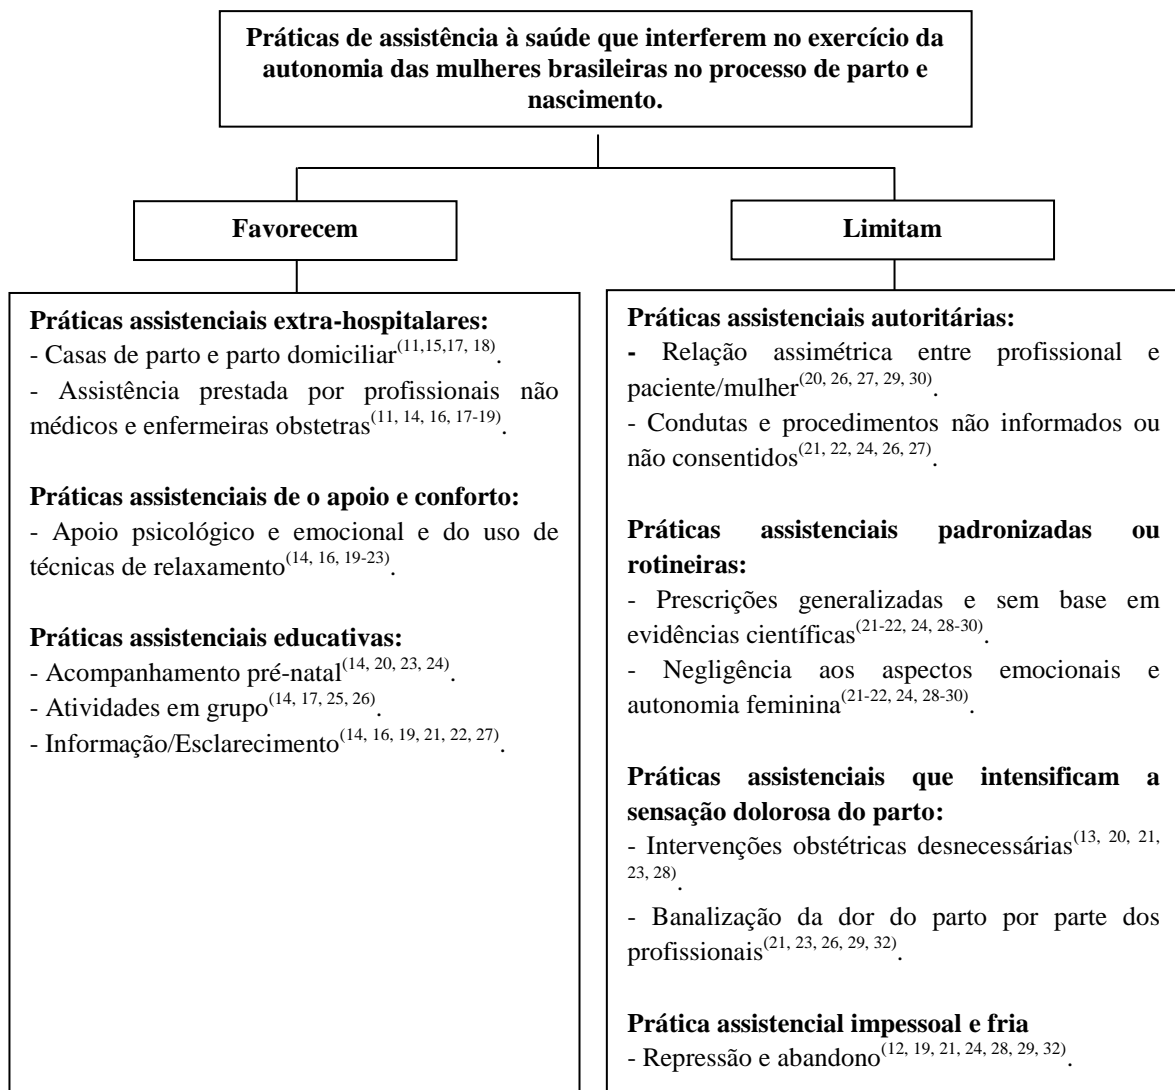 Práticas de assistência à saúde que interferem no exercício da
autonomia das mulheres brasileiras no processo de parto e
nascimento.
Favorecem
Práticas assistenciais extra-hospitalares:
- Casas de parto e parto domiciliar(11,15,17, 18).
- Assistência prestada por profissionais não
médicos e enfermeiras obstetras(11, 14, 16, 17-19).
Práticas assistenciais de o apoio e conforto:
- Apoio psicológico e emocional e do uso de
técnicas de relaxamento(14, 16, 19-23).
Práticas assistenciais educativas:
- Acompanhamento pré-natal(14, 20, 23, 24).
- Atividades em grupo(14, 17, 25, 26).
- Informação/Esclarecimento(14, 16, 19, 21, 22, 27).
Limitam
Práticas assistenciais autoritárias:
- Relação assimétrica entre profissional e
paciente/mulher(20, 26, 27, 29, 30).
- Condutas e procedimentos não informados ou
não consentidos(21, 22, 24, 26, 27).
Práticas assistenciais padronizadas ou
rotineiras:
- Prescrições generalizadas e sem base em
evidências científicas(21-22, 24, 28-30).
- Negligência aos aspectos emocionais e
autonomia feminina(21-22, 24, 28-30).
Práticas assistenciais que intensificam a
sensação dolorosa do parto:
- Intervenções obstétricas desnecessárias(13, 20, 21,
23, 28).
- Banalização da dor do parto por parte dos
profissionais(21, 23, 26, 29, 32).
Prática assistencial impessoal e fria
- Repressão e abandono(12, 19, 21, 24, 28, 29, 32).